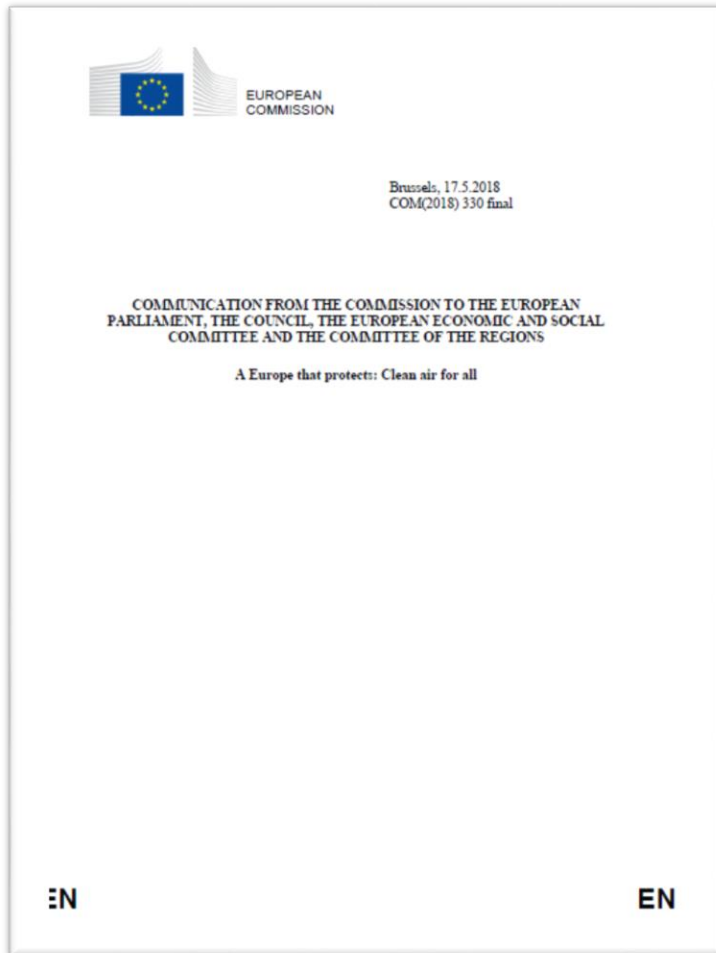 EUROPEAN
COMMISSION
Brussels, 17.5.2018
COM(2018) 330 final
COMMUNICATION FROM THE COMMISSION TO THE EUROPEAN
PARLIAMENT, THE COUNCIL, THE EUROPEAN ECONOMIC AND SOCIAL
COMMITTEE AND THE COMMITTEE OF THE REGIONS
A Europe that protects: Clean air for all
EN EN